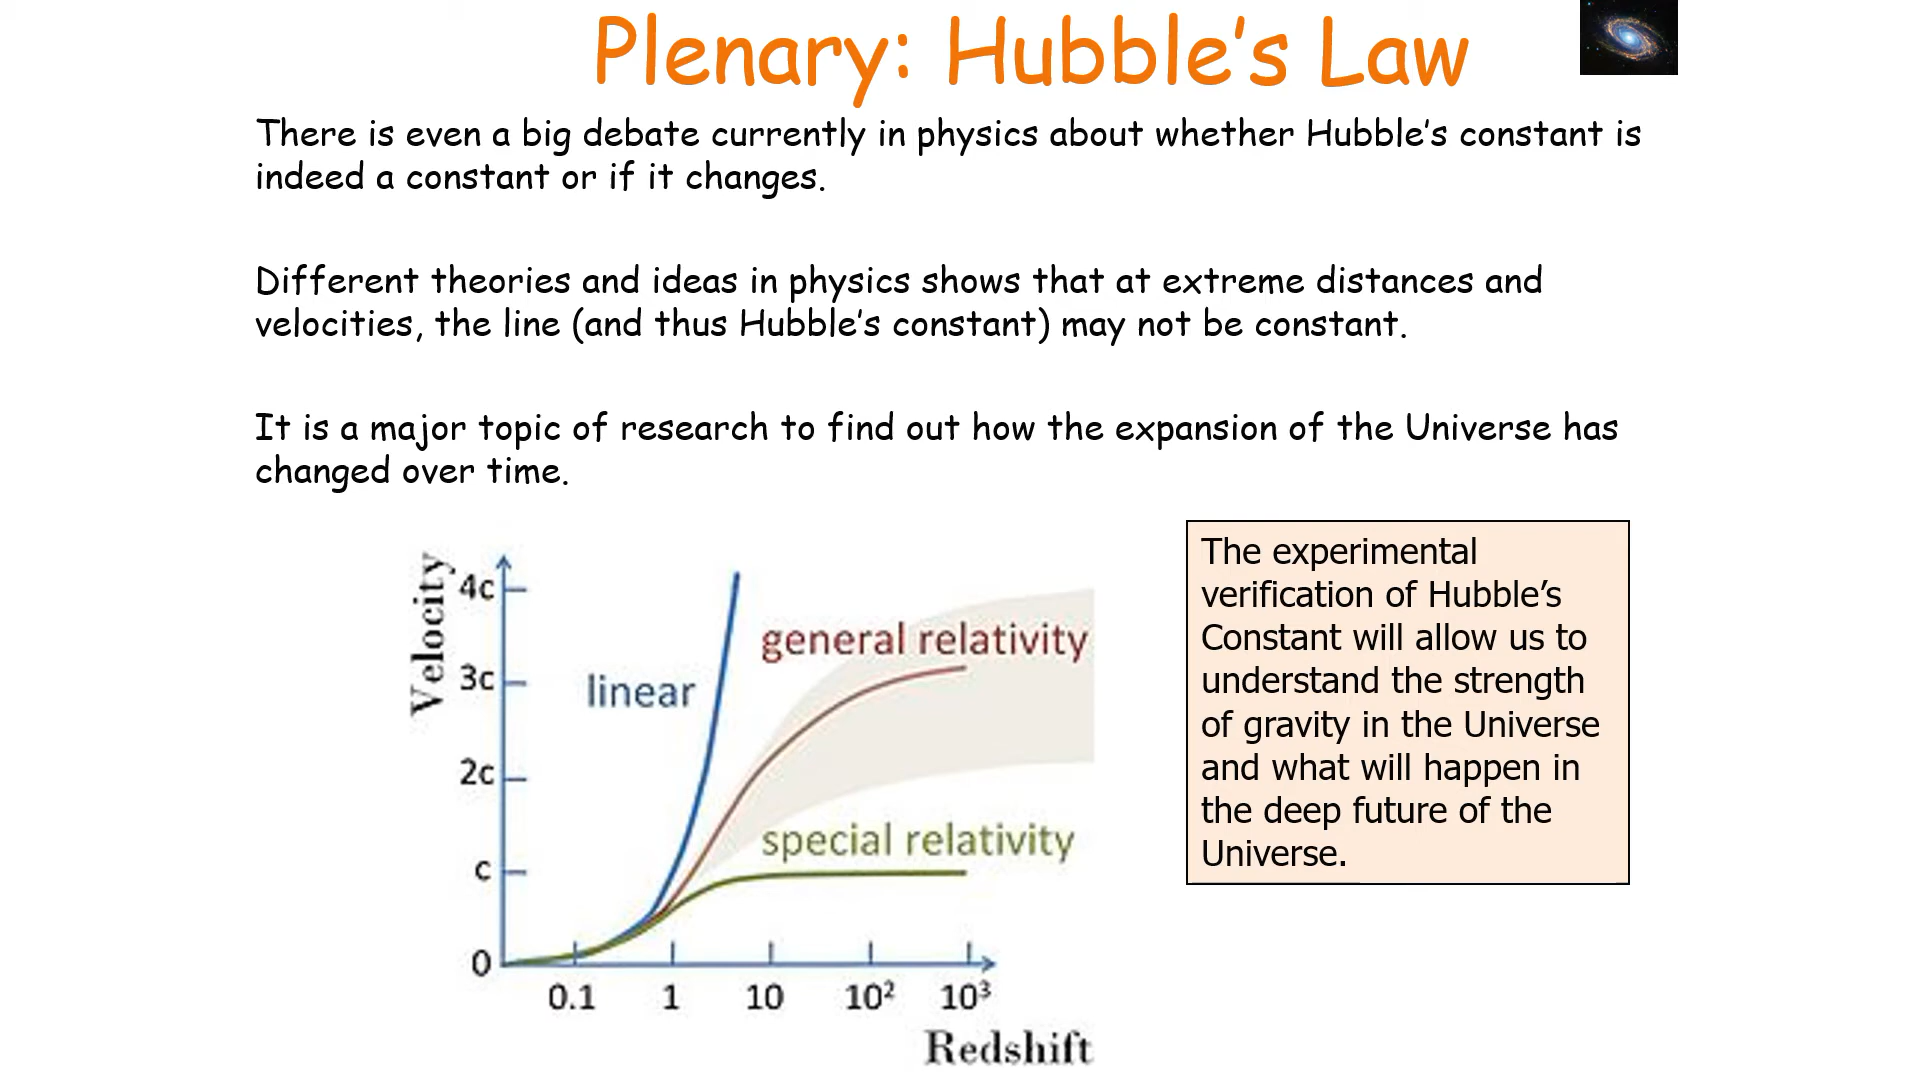 Plenary: Hubble's Law
There is even a big debate currently in physics about whether Hubble's constant is
indeed a constant or if it changes.
Different theories and ideas in physics shows that at extreme distances and
velocities, the line (and thus Hubble's constant) may not be constant.
It is a major topic of research to find out how the expansion of the Universe has
changed over time.
Velocity
4c
3c
2c
c
0
linear
general relativity
special relativity
0.1 1 10 10² 10³
Redshift
The experimental
verification of Hubble's
Constant will allow us to
understand the strength
of gravity in the Universe
and what will happen in
the deep future of the
Universe.